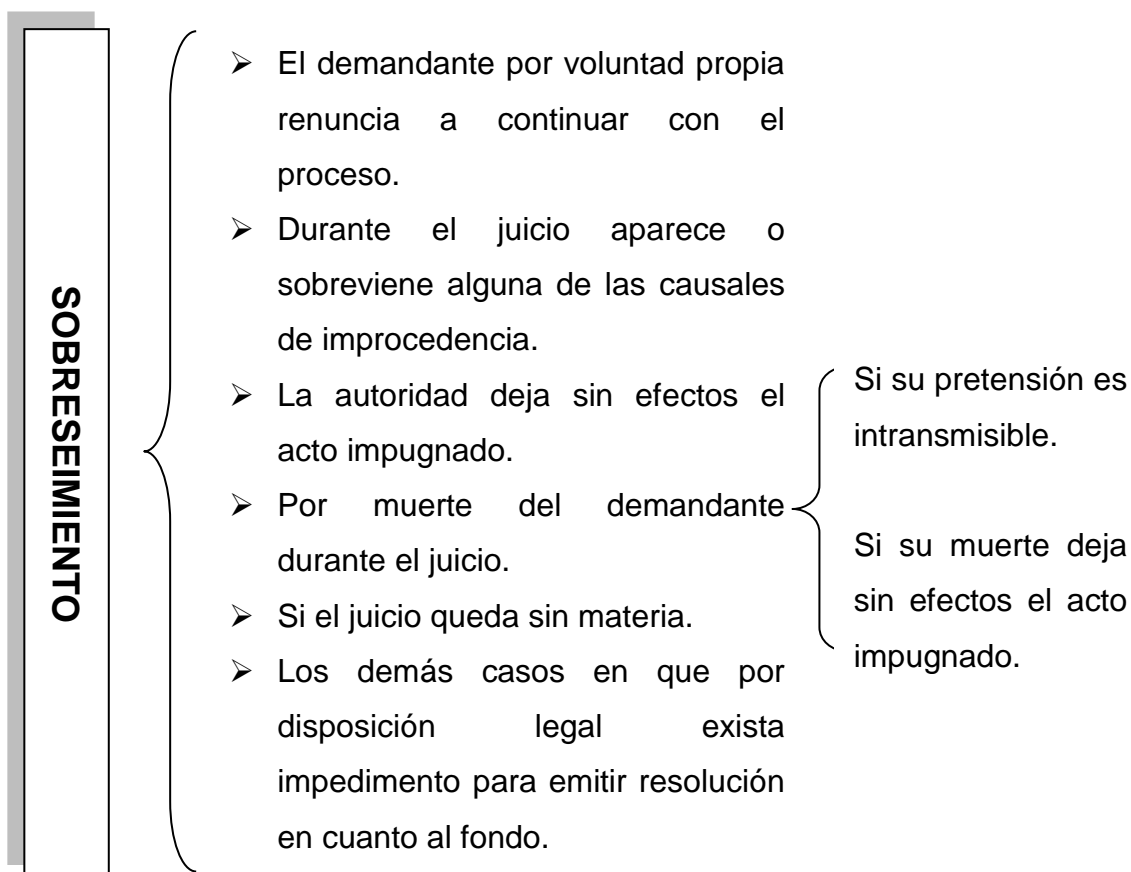 SOBRESEIMIENTO
➢ El demandante por voluntad propia
renuncia a continuar con el
proceso.
➢ Durante el juicio aparece o
sobreviene alguna de las causales
de improcedencia.
➢ La autoridad deja sin efectos el
acto impugnado.
➢ Por muerte del demandante
durante el juicio.
➢ Si el juicio queda sin materia.
➢ Los demás casos en que por
disposición legal exista
impedimento para emitir resolución
en cuanto al fondo.
Si su pretensión es
intransmisible.
Si su muerte deja
sin efectos el acto
impugnado.